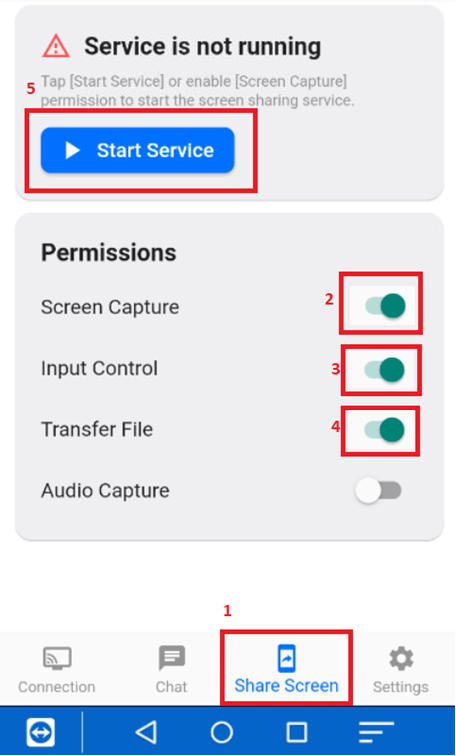 Service is not running
5
Tap [Start Service] or enable [Screen Capture]
permission to start the screen sharing service.
Start Service
Permissions
Screen Capture
2
Input Control
3
Transfer File
4
Audio Capture
1
Connection
Chat
Share Screen
Settings